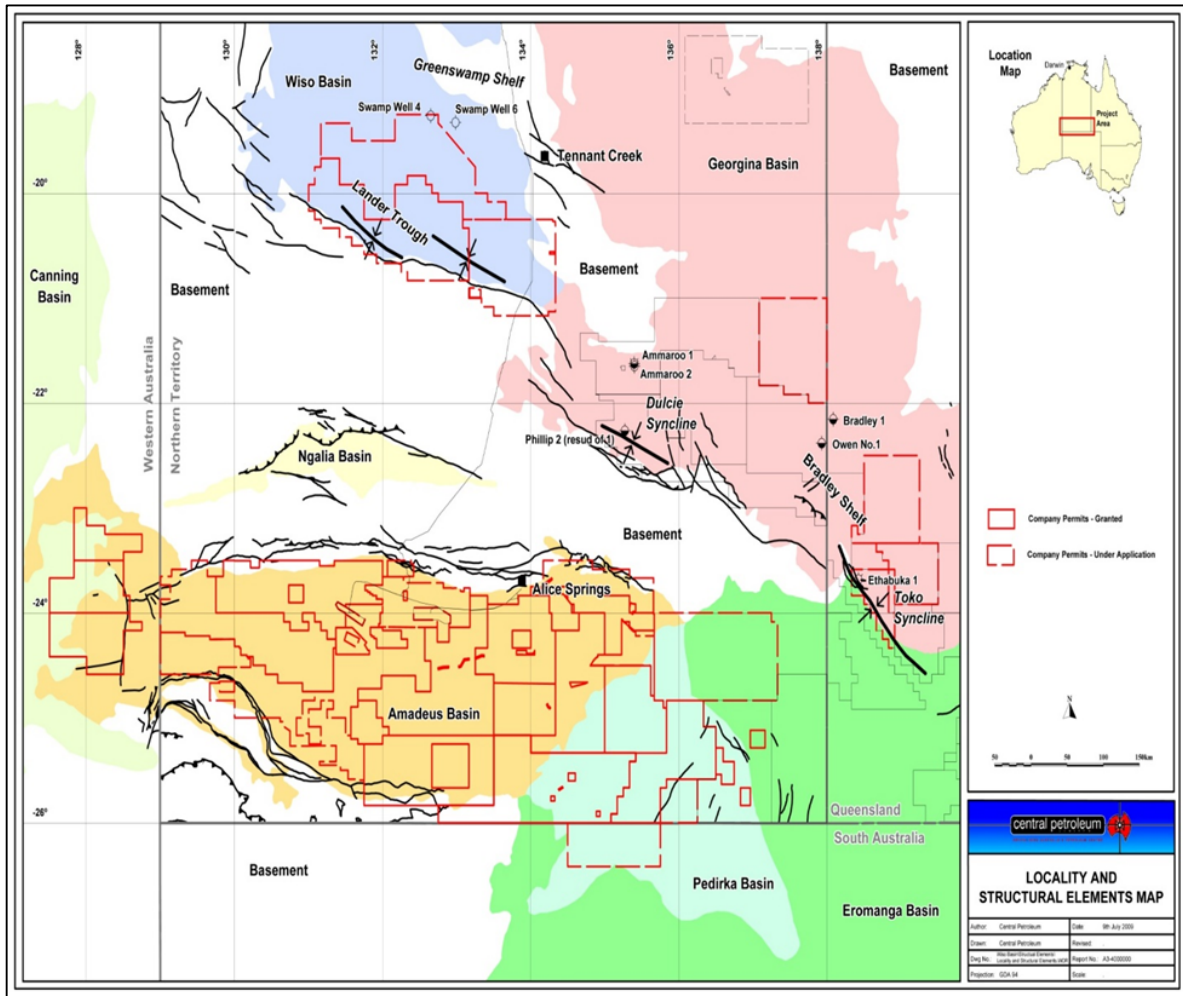 128°
130°
132°
134°
136°
138°
Wiso Basin
Greenswamp Shelf
Swamp Well 4
Swamp Well 6
Tennant Creek
Georgina Basin
Basement
-20°
Lander Trough
Canning
Basin
Basement
Basement
Western Australia
Northern Territory
Ammaroo 1
Ammaroo 2
-22°
Dulcie
Syncline
Phillip 2 (resud of 1)
Bradley 1
Owen No.1
Ngalia Basin
Bradley Shelf
Basement
Alice Springs
Ethabuka 1
-24°
Toko
Syncline
Amadeus Basin
-26°
Queensland
South Australia
Basement
Pedirka Basin
Eromanga Basin
Location
Map
Darwin
Project
Area
Company Permits - Granted
Company Permits - Under Application
N
50 0 50 100 150km
central petroleum
LOCALITY AND
STRUCTURAL ELEMENTS MAP
Author: Central Petroleum Date: 9th July 2009
Drawn: Central Petroleum Revised: .
Dwg No: Report No.: A3-4030000
Projection: GDA 94 Scale: .